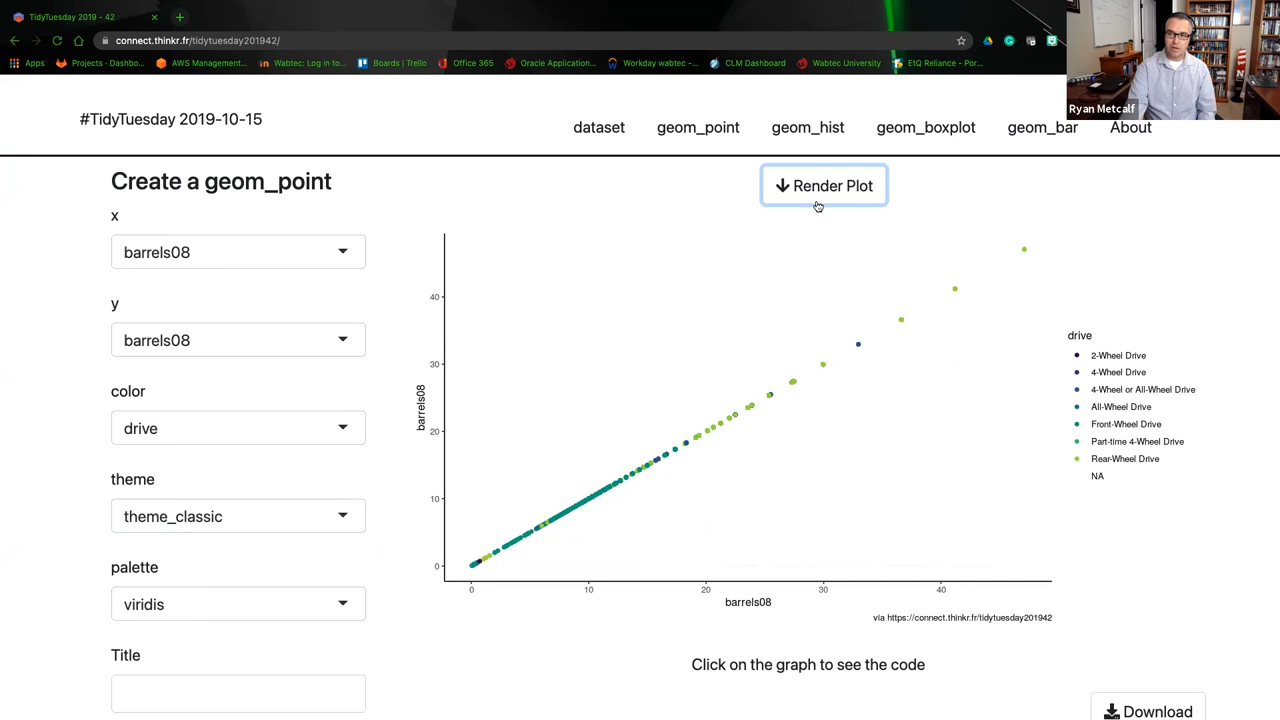 TidyTuesday 2019 - 42
connect.thinkr.fr/tidytuesday201942/
Apps
Projects · Dashbo...
AWS Management...
Wabtec: Log in to...
Boards | Trello
Office 365
Oracle Application...
Workday wabtec -...
CLM Dashboard
Wabtec University
EtQ Reliance - Por...
Ryan Metcalf
#TidyTuesday 2019-10-15
dataset
geom_point
geom_hist
geom_boxplot
geom_bar
About
Create a geom_point
Render Plot
x
barrels08
y
barrels08
color
drive
theme
theme_classic
palette
viridis
Title
barrels08
40
30
20
10
0
0
10
20
30
40
barrels08
via https://connect.thinkr.fr/tidytuesday201942
drive
2-Wheel Drive
4-Wheel Drive
4-Wheel or All-Wheel Drive
All-Wheel Drive
Front-Wheel Drive
Part-time 4-Wheel Drive
Rear-Wheel Drive
NA
Click on the graph to see the code
Download